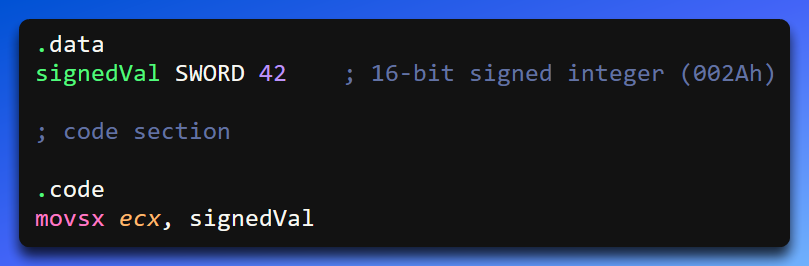 .data
signedVal SWORD 42    ; 16-bit signed integer (002Ah)
; code section
.code
movsx ecx, signedVal